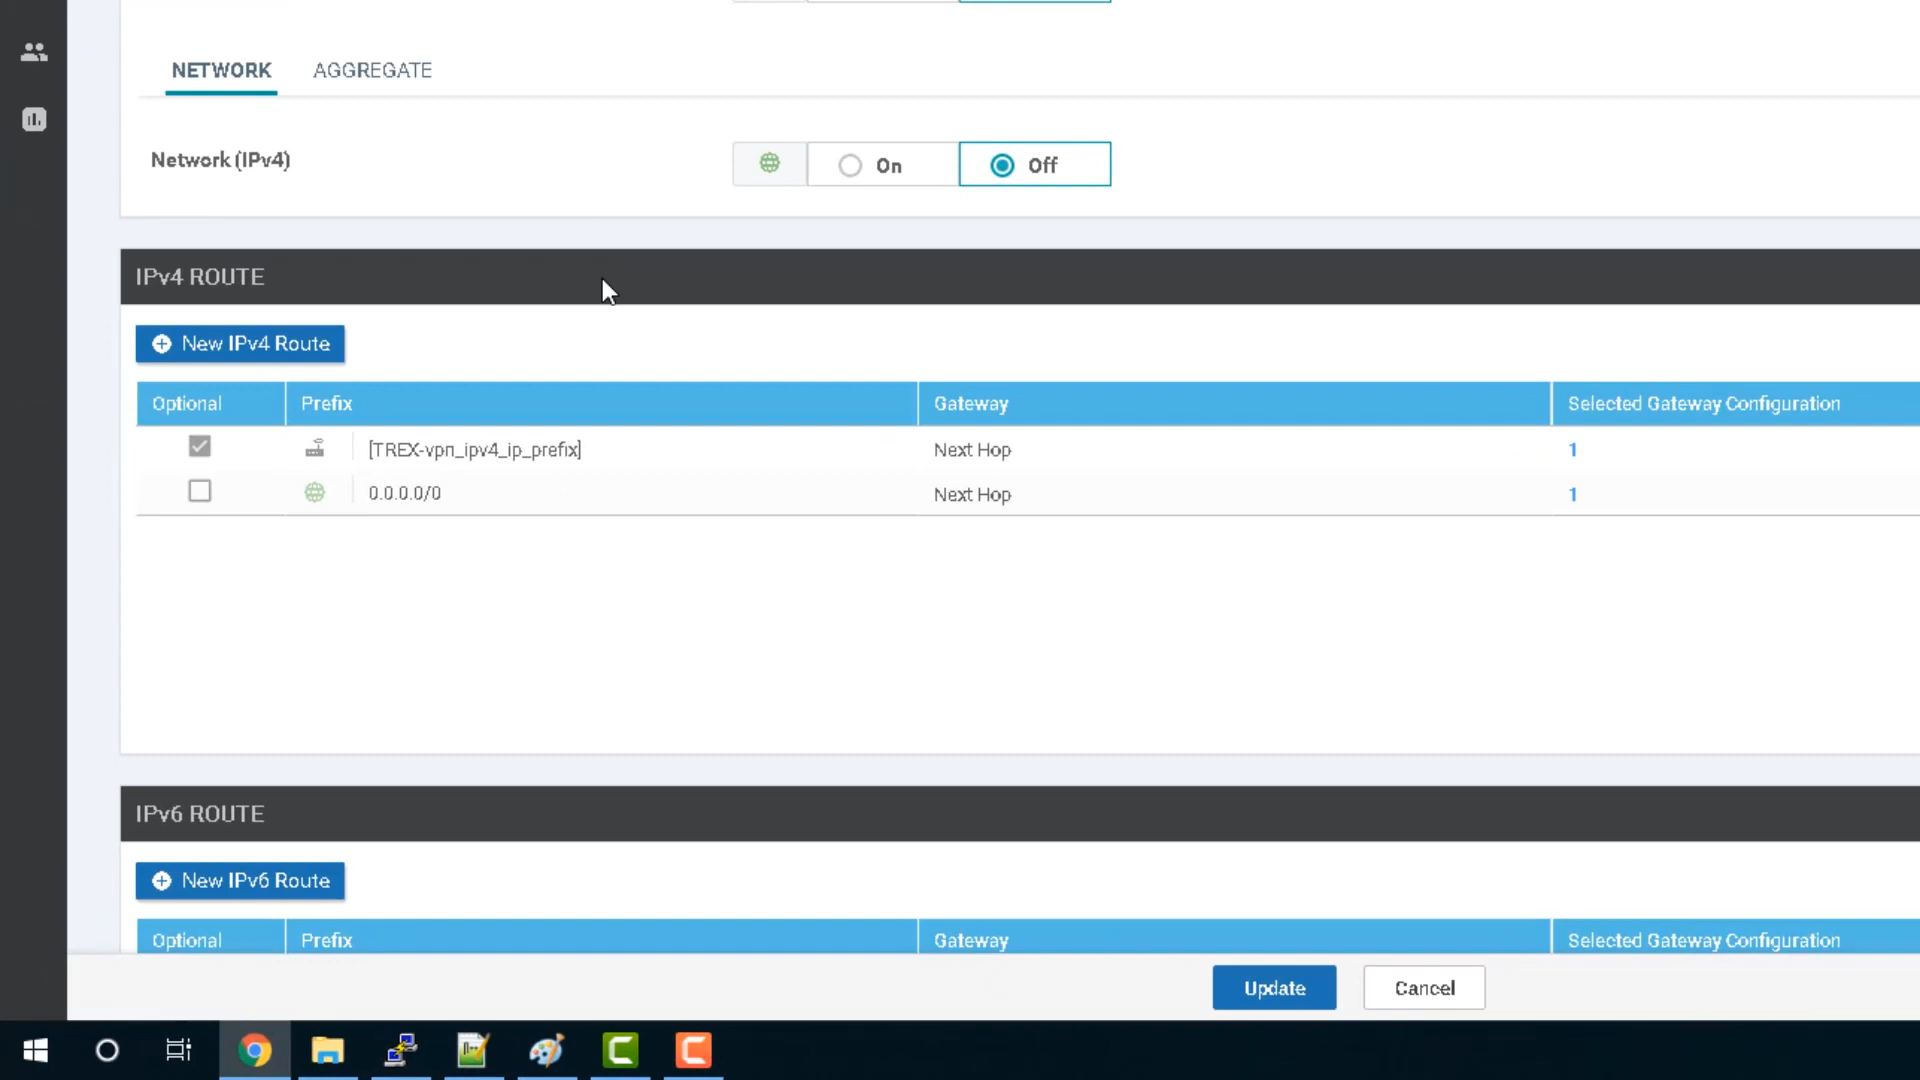 NETWORK AGGREGATE
Network (IPv4) On Off
IPv4 ROUTE
New IPv4 Route
Optional Prefix Gateway Selected Gateway Configuration
[TREX-vpn_ipv4_ip_prefix] Next Hop 1
0.0.0.0/0 Next Hop 1
IPv6 ROUTE
New IPv6 Route
Optional Prefix Gateway Selected Gateway Configuration
Update Cancel